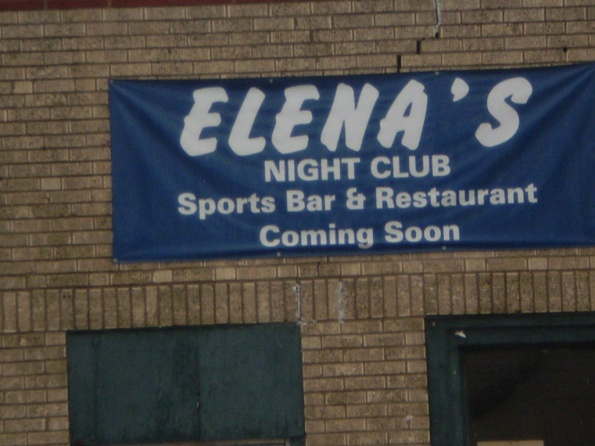 ELENA'S
NIGHT CLUB
Sports Bar & Restaurant
Coming Soon